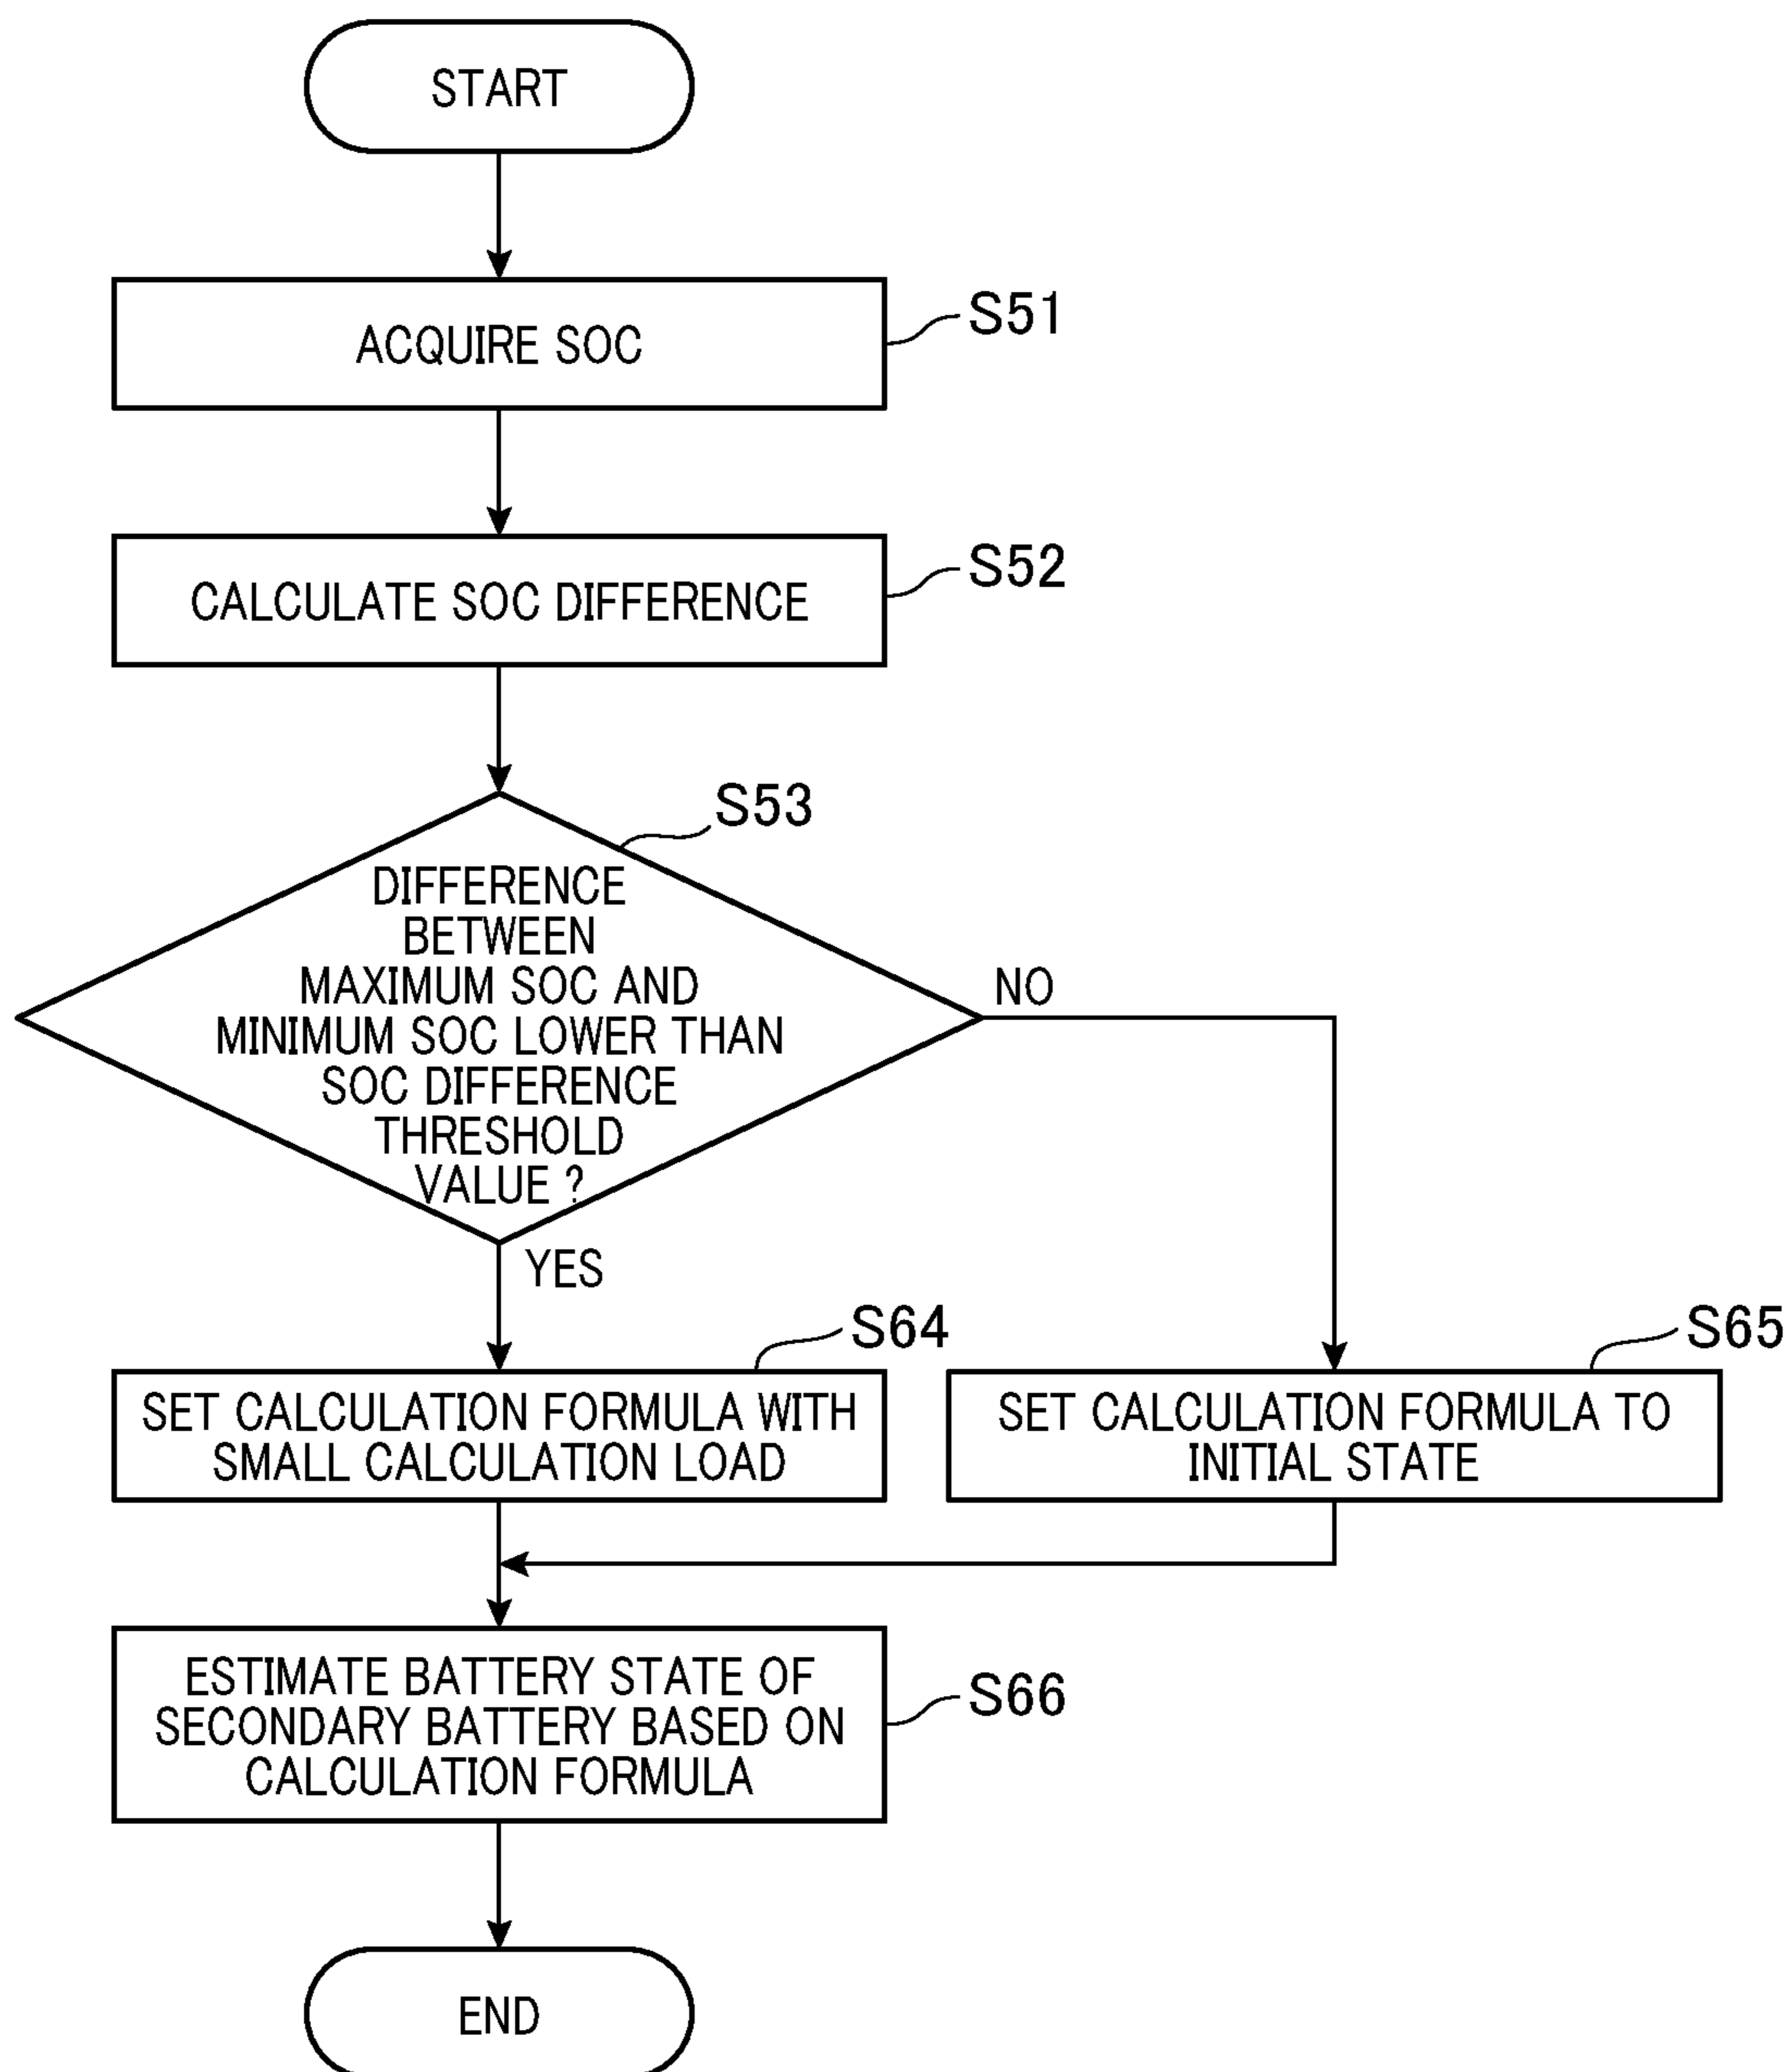 START
ACQUIRE SOC
S51
CALCULATE SOC DIFFERENCE
S52
S53
DIFFERENCE
BETWEEN
MAXIMUM SOC AND
MINIMUM SOC LOWER THAN
SOC DIFFERENCE
THRESHOLD
VALUE ?
NO
YES
S64
SET CALCULATION FORMULA WITH
SMALL CALCULATION LOAD
S65
SET CALCULATION FORMULA TO
INITIAL STATE
ESTIMATE BATTERY STATE OF
SECONDARY BATTERY BASED ON
CALCULATION FORMULA
S66
END